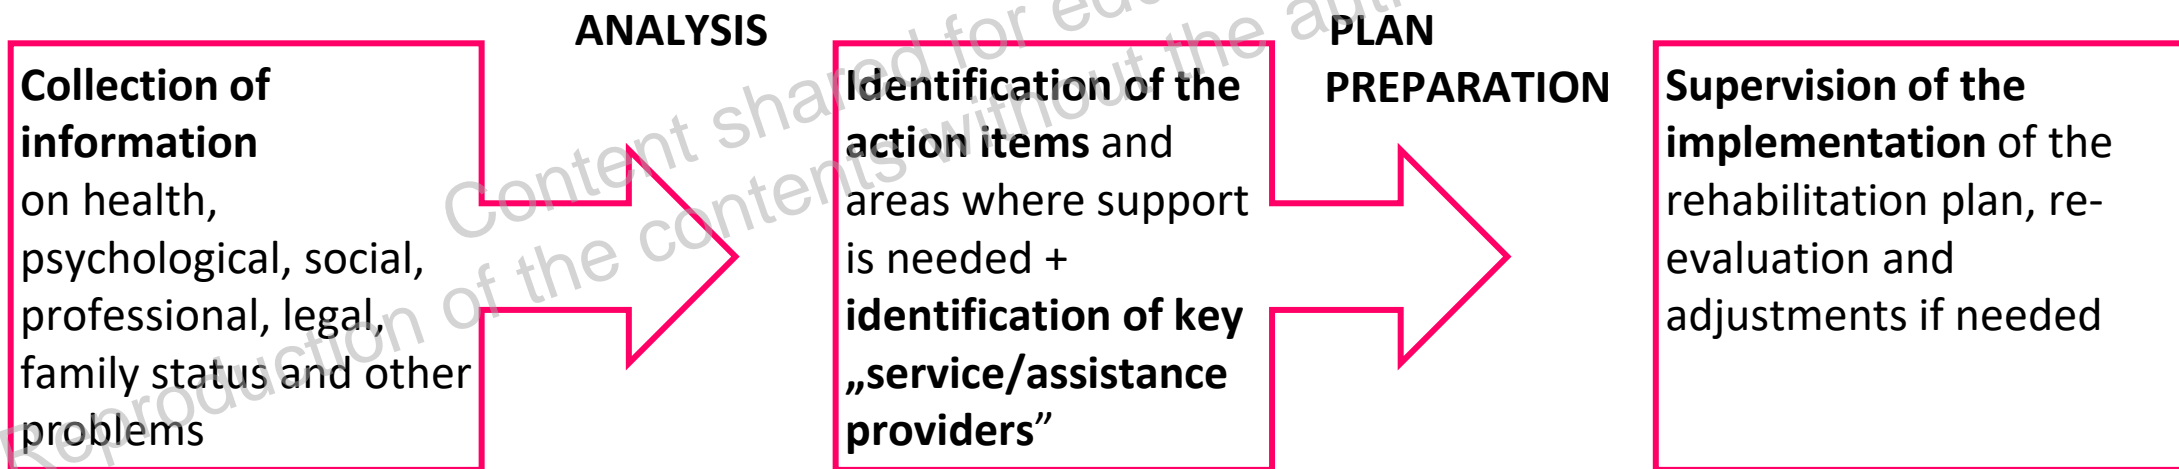 ANALYSIS
Collection of
information
on health,
psychological, social,
professional, legal,
family status and other
problems
Identification of the
action items and
areas where support
is needed +
identification of key
„service/assistance
providers”
PLAN
PREPARATION
Supervision of the
implementation of the
rehabilitation plan, re-
evaluation and
adjustments if needed
Content shared for
Reproduction of the contents without the